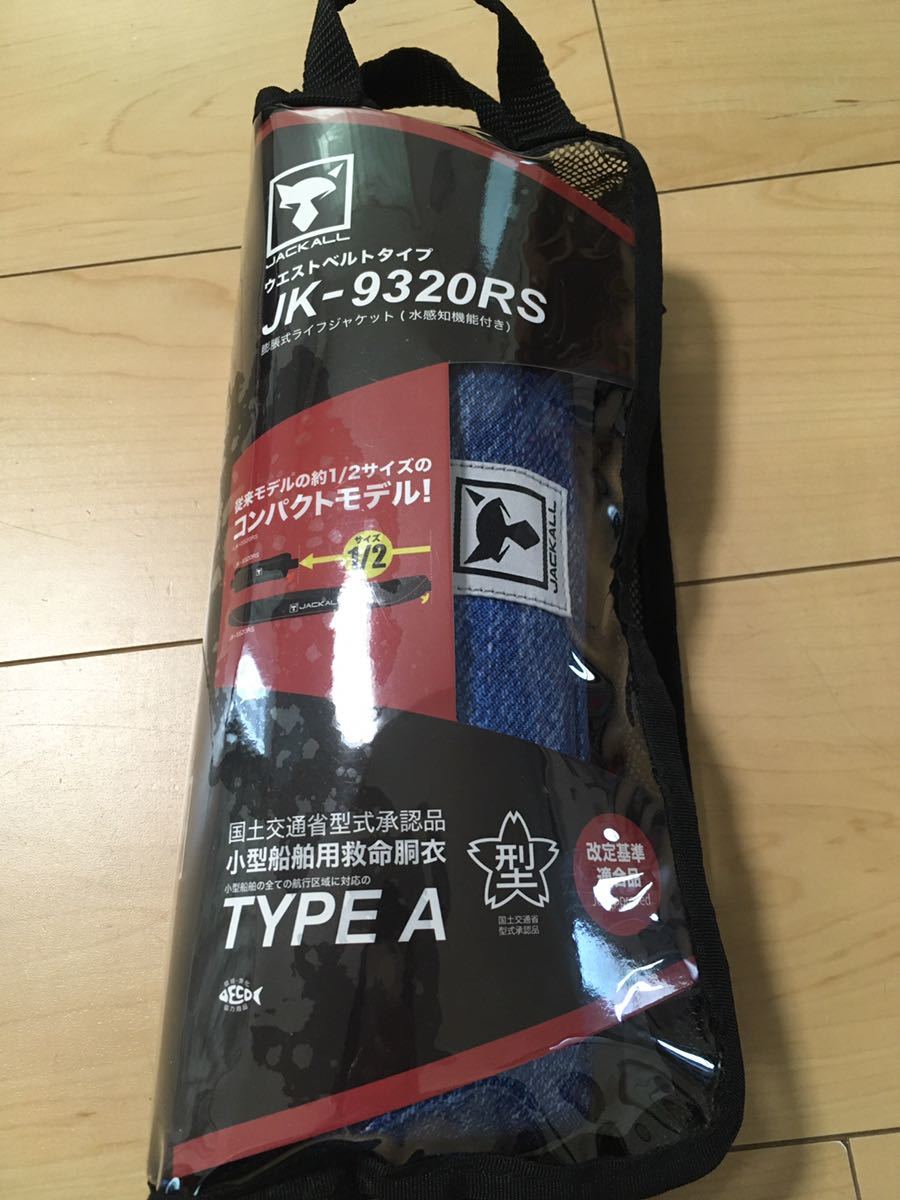 JACKALL
ウエストベルトタイプ
JK-9320RS
膨脹式ライフジャケット(水感知機能付き)
従来モデルの約1/2サイズの
コンパクトモデル!
サイズ
1/2
JK-9320RS
JACKALL
JACKALL
国土交通省型式承認品
小型船舶用救命胴衣
小型船舶の全ての航行区域に対応の
TYPE A
型
国土交通省
型式承認品
改定基準
適合品
ECO